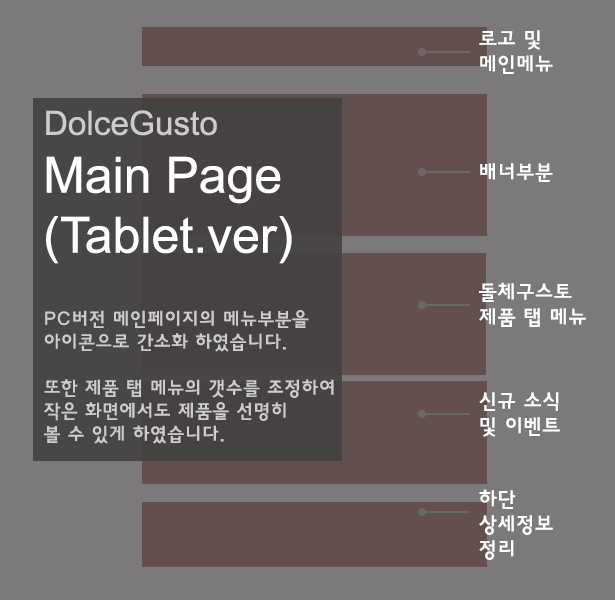 DolceGusto
Main Page
(Tablet.ver)
PC버전 메인페이지의 메뉴부분을
아이콘으로 간소화 하였습니다.
또한 제품 탭 메뉴의 갯수를 조정하여
작은 화면에서도 제품을 선명히
볼 수 있게 하였습니다.
로고 및
메인메뉴
배너부분
돌체구스토
제품 탭 메뉴
신규 소식
및 이벤트
하단
상세정보
정리